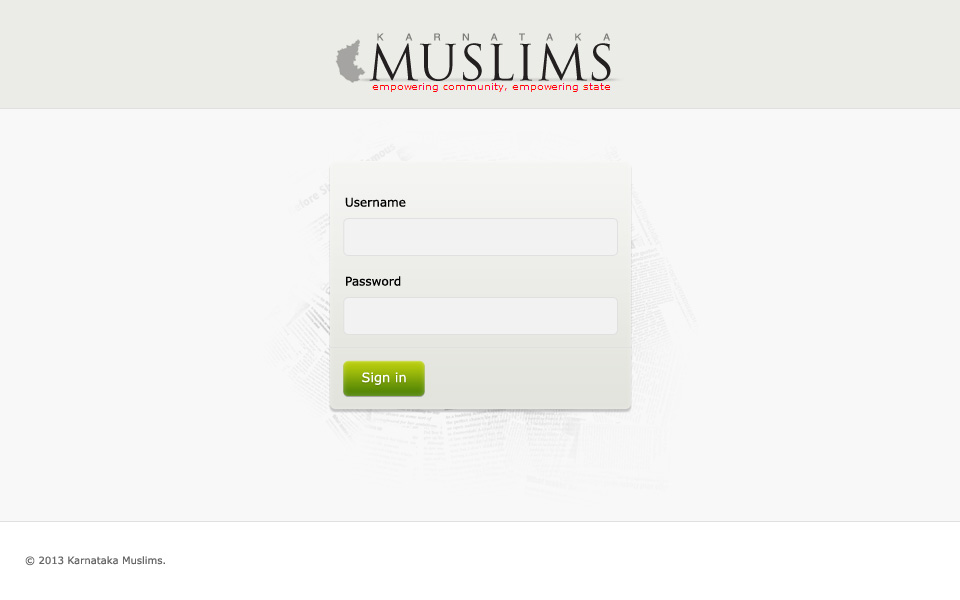 KARNATAKA
MUSLIMS
empowering community, empowering state
Username
Password
Sign in
© 2013 Karnataka Muslims.